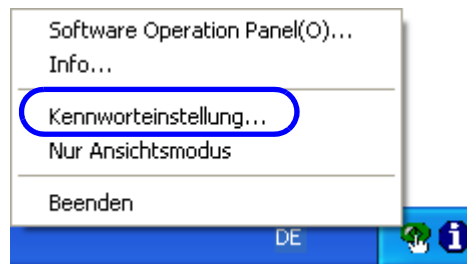 Software Operation Panel(O)...
Info...
Kennworteinstellung...
Nur Ansichtsmodus
Beenden
DE